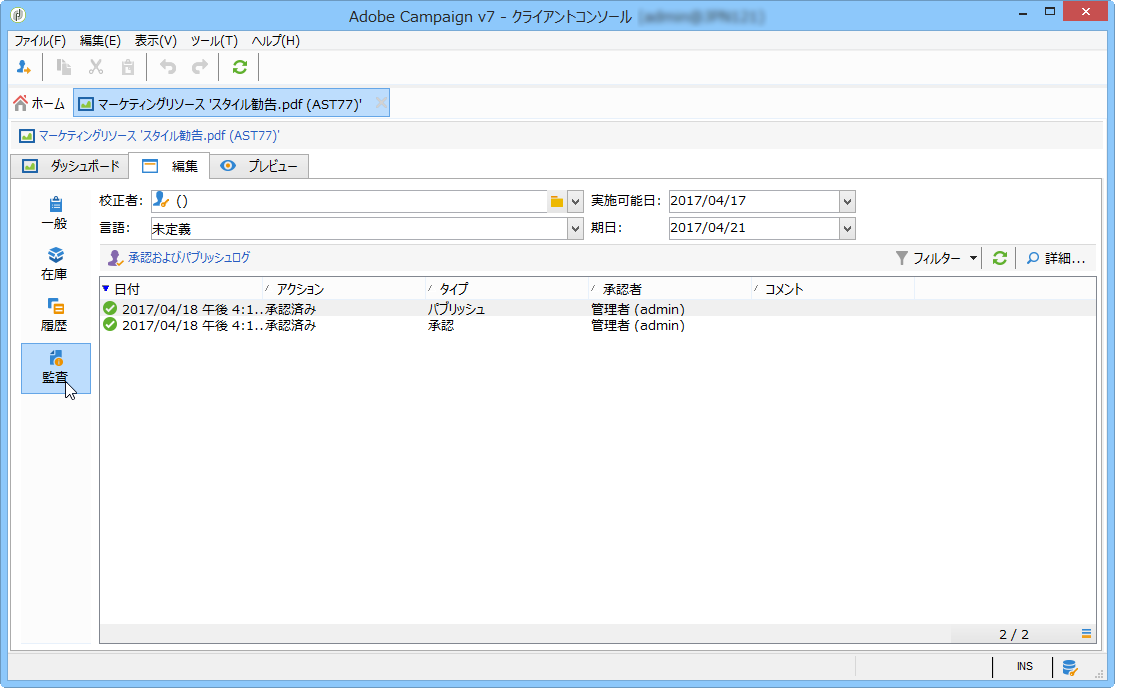 Adobe Campaign v7 - クライアントコンソール
ファイル(F) 編集(E) 表示(V) ツール(T) ヘルプ(H)
ホーム マーケティングリソース 'スタイル勧告.pdf (AST77)'
マーケティングリソース 'スタイル勧告.pdf (AST77)'
ダッシュボード 編集 プレビュー
校正者: () 実施可能日: 2017/04/17
言語: 未定義 期日: 2017/04/21
一般
在庫
履歴
監査
承認およびパブリッシュログ フィルター 詳細...
日付 アクション タイプ 承認者 コメント
2017/04/18 午後 4:1... 承認済み パブリッシュ 管理者 (admin)
2017/04/18 午後 4:1... 承認済み 承認 管理者 (admin)
2 / 2
INS